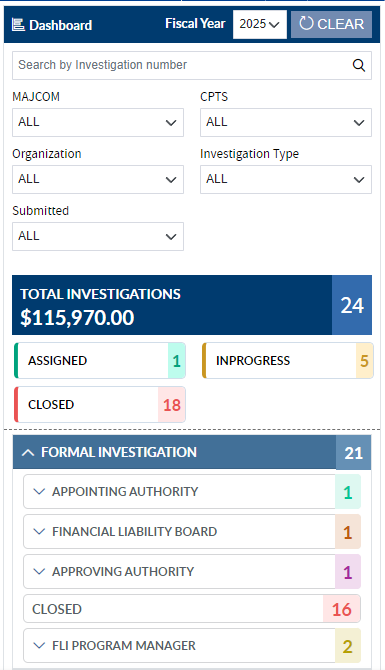 Dashboard Fiscal Year 2025 CLEAR
Search by Investigation number
MAJCOM CPTS
ALL ALL
Organization Investigation Type
ALL ALL
Submitted
ALL
TOTAL INVESTIGATIONS
$115,970.00 24
ASSIGNED 1 INPROGRESS 5
CLOSED 18
FORMAL INVESTIGATION 21
APPOINTING AUTHORITY 1
FINANCIAL LIABILITY BOARD 1
APPROVING AUTHORITY 1
CLOSED 16
FLI PROGRAM MANAGER 2